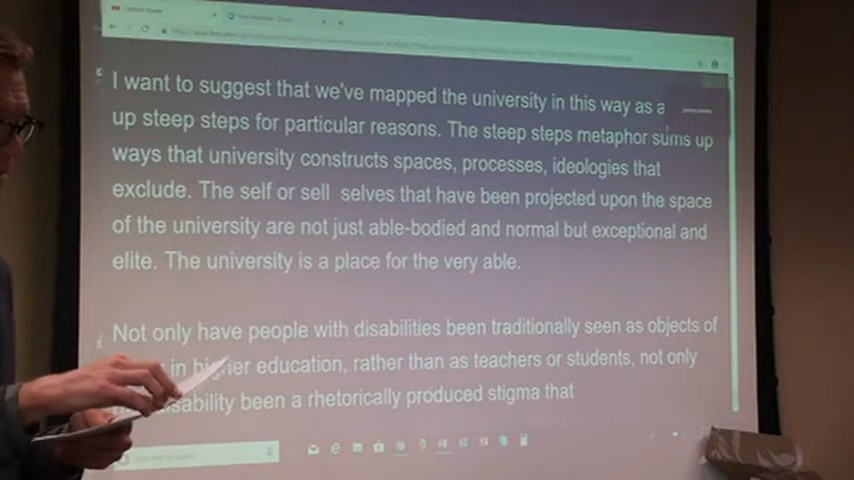 I want to suggest that we've mapped the university in this way as a
up steep steps for particular reasons. The steep steps metaphor sums up
ways that university constructs spaces, processes, ideologies that
exclude. The self or sell selves that have been projected upon the space
of the university are not just able-bodied and normal but exceptional and
elite. The university is a place for the very able.
Not only have people with disabilities been traditionally seen as objects of
in higher education, rather than as teachers or students, not only
disability been a rhetorically produced stigma that